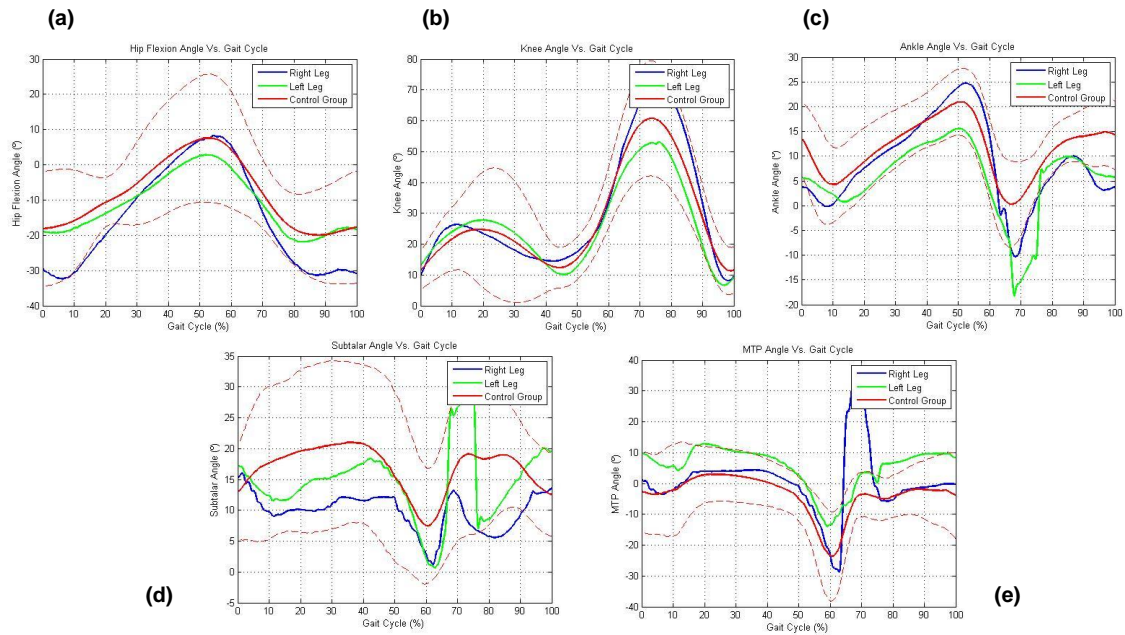 (a)
(b)
(c)
Hip Flexion Angle Vs. Gait Cycle
Knee Angle Vs. Gait Cycle
Ankle Angle Vs. Gait Cycle
Right Leg
Left Leg
Control Group
Hip Flexion Angle (º)
30
20
10
0
-10
-20
-30
-40
0 10 20 30 40 50 60 70 80 90 100
Gait Cycle (%)
Right Leg
Left Leg
Control Group
Knee Angle (º)
80
70
60
50
40
30
20
10
0
0 10 20 30 40 50 60 70 80 90 100
Gait Cycle (%)
Right Leg
Left Leg
Control Group
Ankle Angle (º)
30
25
20
15
10
5
0
-5
-10
-15
-20
0 10 20 30 40 50 60 70 80 90 100
Gait Cycle (%)
Subtalar Angle Vs. Gait Cycle
MTP Angle Vs. Gait Cycle
Right Leg
Left Leg
Control Group
Subtalar Angle (º)
35
30
25
20
15
10
5
0
-5
0 10 20 30 40 50 60 70 80 90 100
Gait Cycle (%)
Right Leg
Left Leg
Control Group
MTP Angle (º)
40
30
20
10
0
-10
-20
-30
-40
0 10 20 30 40 50 60 70 80 90 100
Gait Cycle (%)
(d)
(e)